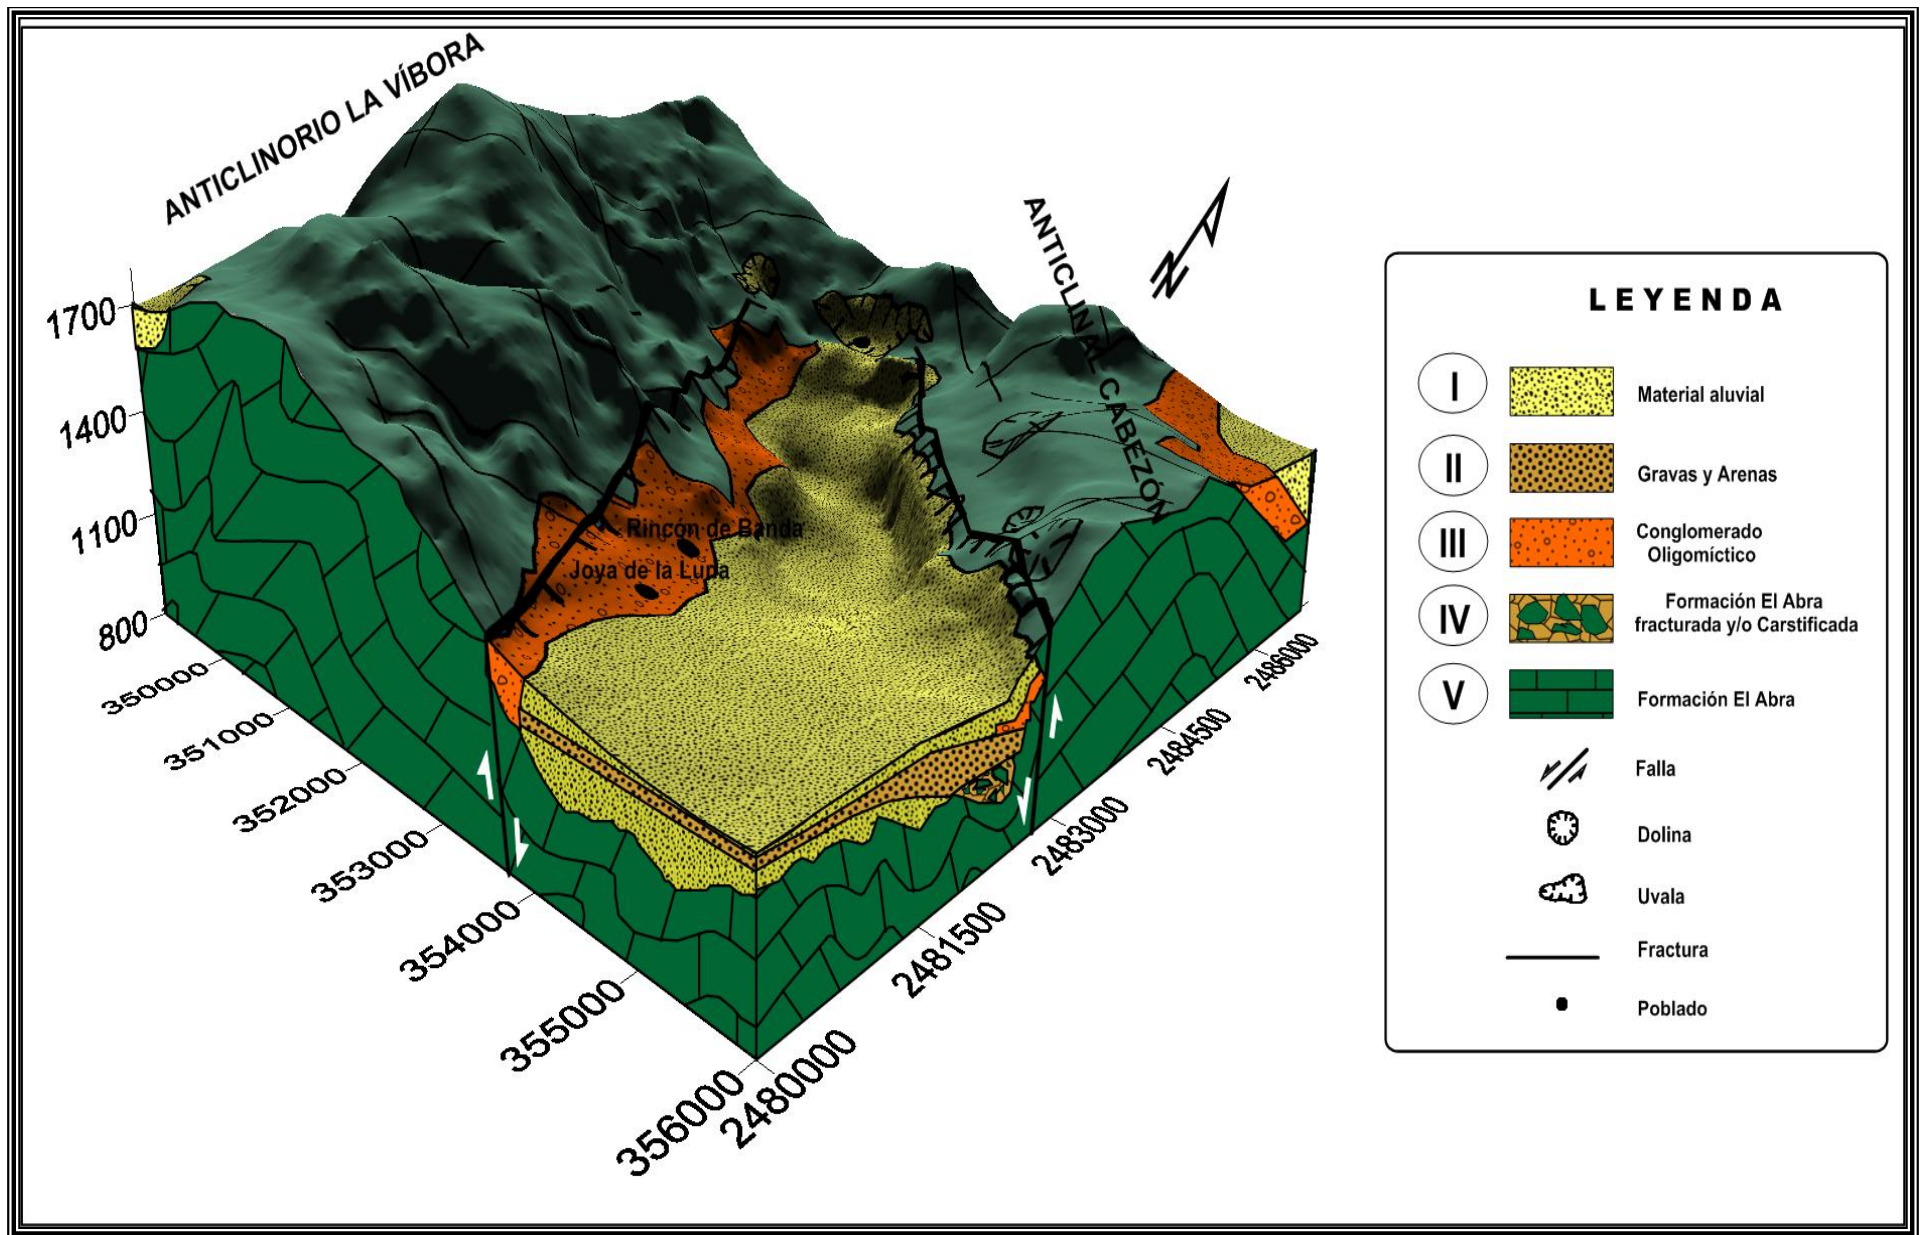 ANTICLINORIO LA VÍBORA
ANTICLINAL CABEZÓN
N
1700
1400
1100
800
Rincón de Banda
Joya de la Luna
350000
351000
352000
353000
354000
355000
356000
2480000
2481500
2483000
2484500
2486000
LEYENDA
I
Material aluvial
II
Gravas y Arenas
III
Conglomerado
Oligomíctico
IV
Formación El Abra
fracturada y/o Carstificada
V
Formación El Abra
Falla
Dolina
Uvala
Fractura
Poblado